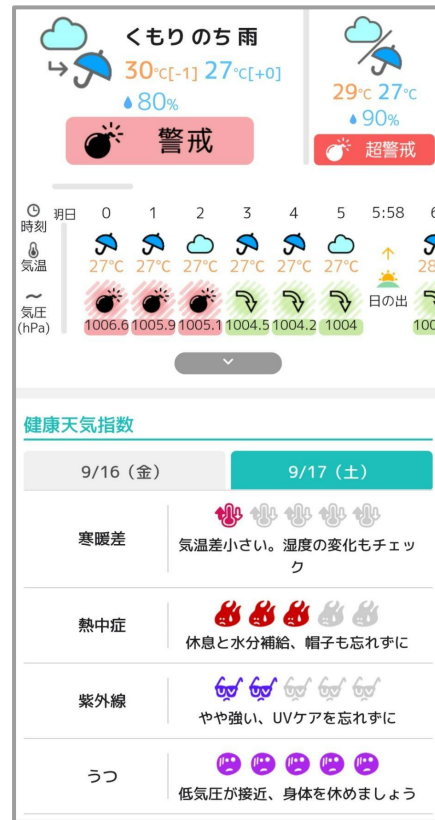 くもり のち 雨
30℃[-1] 27℃[+0]
80%
警戒
29℃ 27℃
90%
超警戒
時刻 明日 0 1 2 3 4 5 5:58
気温 27℃ 27℃ 27℃ 27℃ 27℃ 27℃ 日の出
気圧
(hPa) 1006.6 1005.9 1005.1 1004.5 1004.2 1004
健康天気指数
9/16（金） 9/17（土）
寒暖差
気温差小さい。湿度の変化もチェッ
ク
熱中症
休息と水分補給、帽子も忘れずに
紫外線
やや強い、UVケアを忘れずに
うつ
低気圧が接近、身体を休めましょう